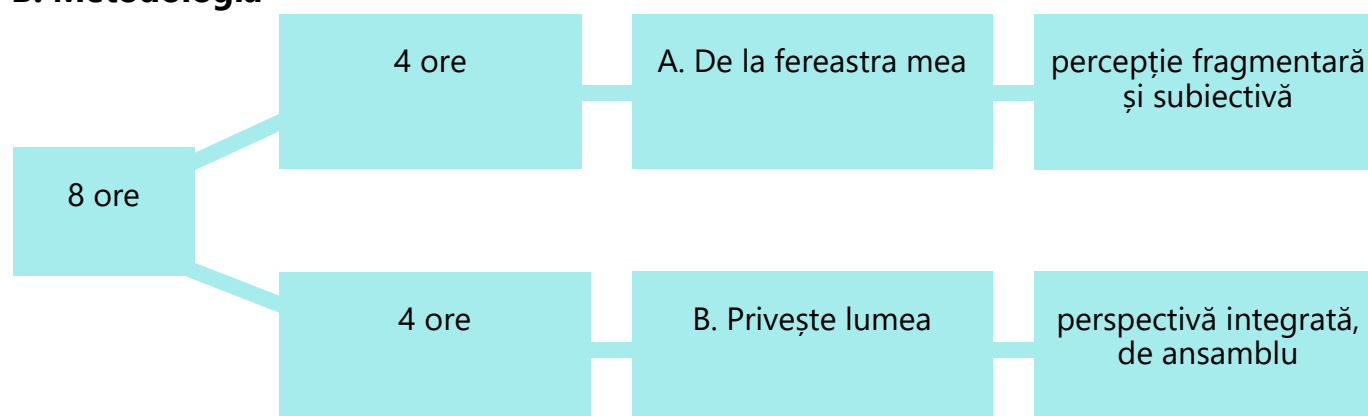 8 ore
4 ore
A. De la fereastra mea
percepție fragmentară
și subiectivă
4 ore
B. Privește lumea
perspectivă integrată,
de ansamblu